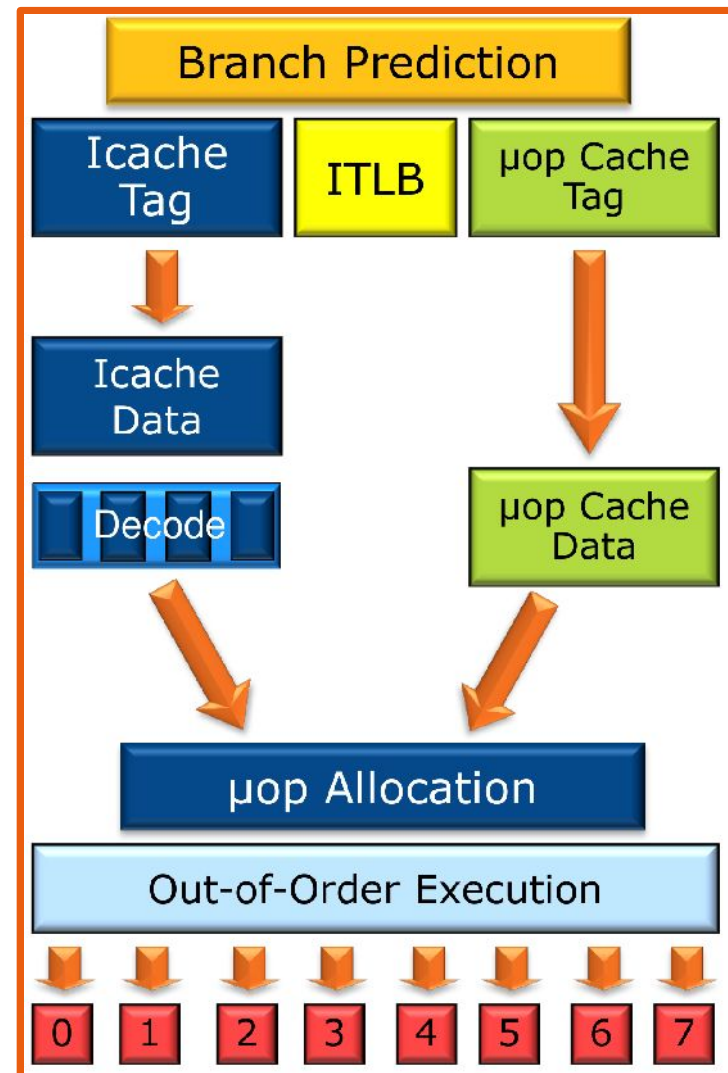 Branch Prediction
Icache
Tag
ITLB
μop Cache
Tag
Icache
Data
Decode
μop Cache
Data
μop Allocation
Out-of-Order Execution
0 1 2 3 4 5 6 7